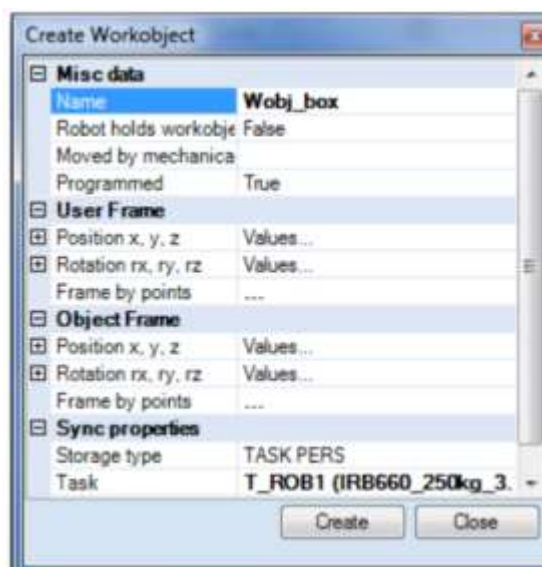 Create Workobject
Misc data
Name Wobj_box
Robot holds workobje False
Moved by mechanica
Programmed True
User Frame
Position x, y, z Values...
Rotation rx, ry, rz Values...
Frame by points ...
Object Frame
Position x, y, z Values...
Rotation rx, ry, rz Values...
Frame by points ...
Sync properties
Storage type TASK PERS
Task T_ROB1 (IRB660_250kg_3.
Create Close